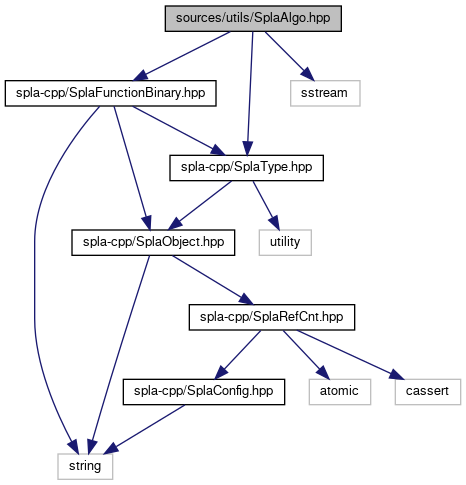 sources/utils/SplaAlgo.hpp
spla-cpp/SplaFunctionBinary.hpp
sstream
spla-cpp/SplaType.hpp
spla-cpp/SplaObject.hpp
utility
spla-cpp/SplaRefCnt.hpp
spla-cpp/SplaConfig.hpp
atomic
cassert
string